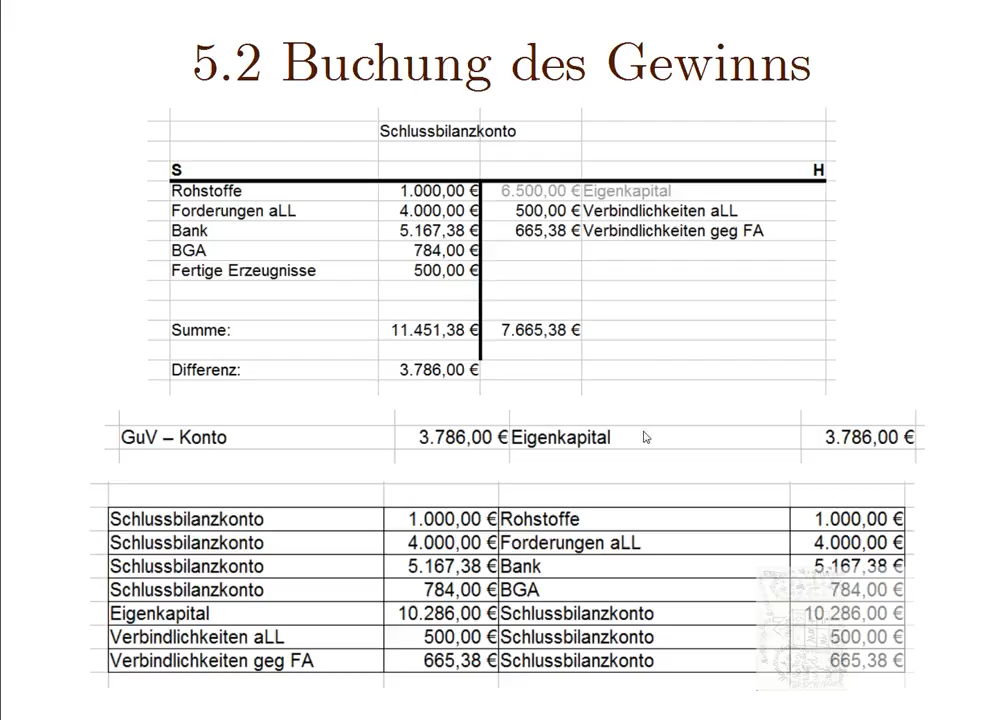 5.2 Buchung des Gewinns
Schlussbilanzkonto
S H
Rohstoffe 1.000,00 € 6.500,00 € Eigenkapital
Forderungen aLL 4.000,00 € 500,00 € Verbindlichkeiten aLL
Bank 5.167,38 € 665,38 € Verbindlichkeiten geg FA
BGA 784,00 €
Fertige Erzeugnisse 500,00 €
Summe: 11.451,38 € 7.665,38 €
Differenz: 3.786,00 €
GuV – Konto 3.786,00 € Eigenkapital 3.786,00 €
Schlussbilanzkonto 1.000,00 € Rohstoffe 1.000,00 €
Schlussbilanzkonto 4.000,00 € Forderungen aLL 4.000,00 €
Schlussbilanzkonto 5.167,38 € Bank 5.167,38 €
Schlussbilanzkonto 784,00 € BGA 784,00 €
Eigenkapital 10.286,00 € Schlussbilanzkonto 10.286,00 €
Verbindlichkeiten aLL 500,00 € Schlussbilanzkonto 500,00 €
Verbindlichkeiten geg FA 665,38 € Schlussbilanzkonto 665,38 €